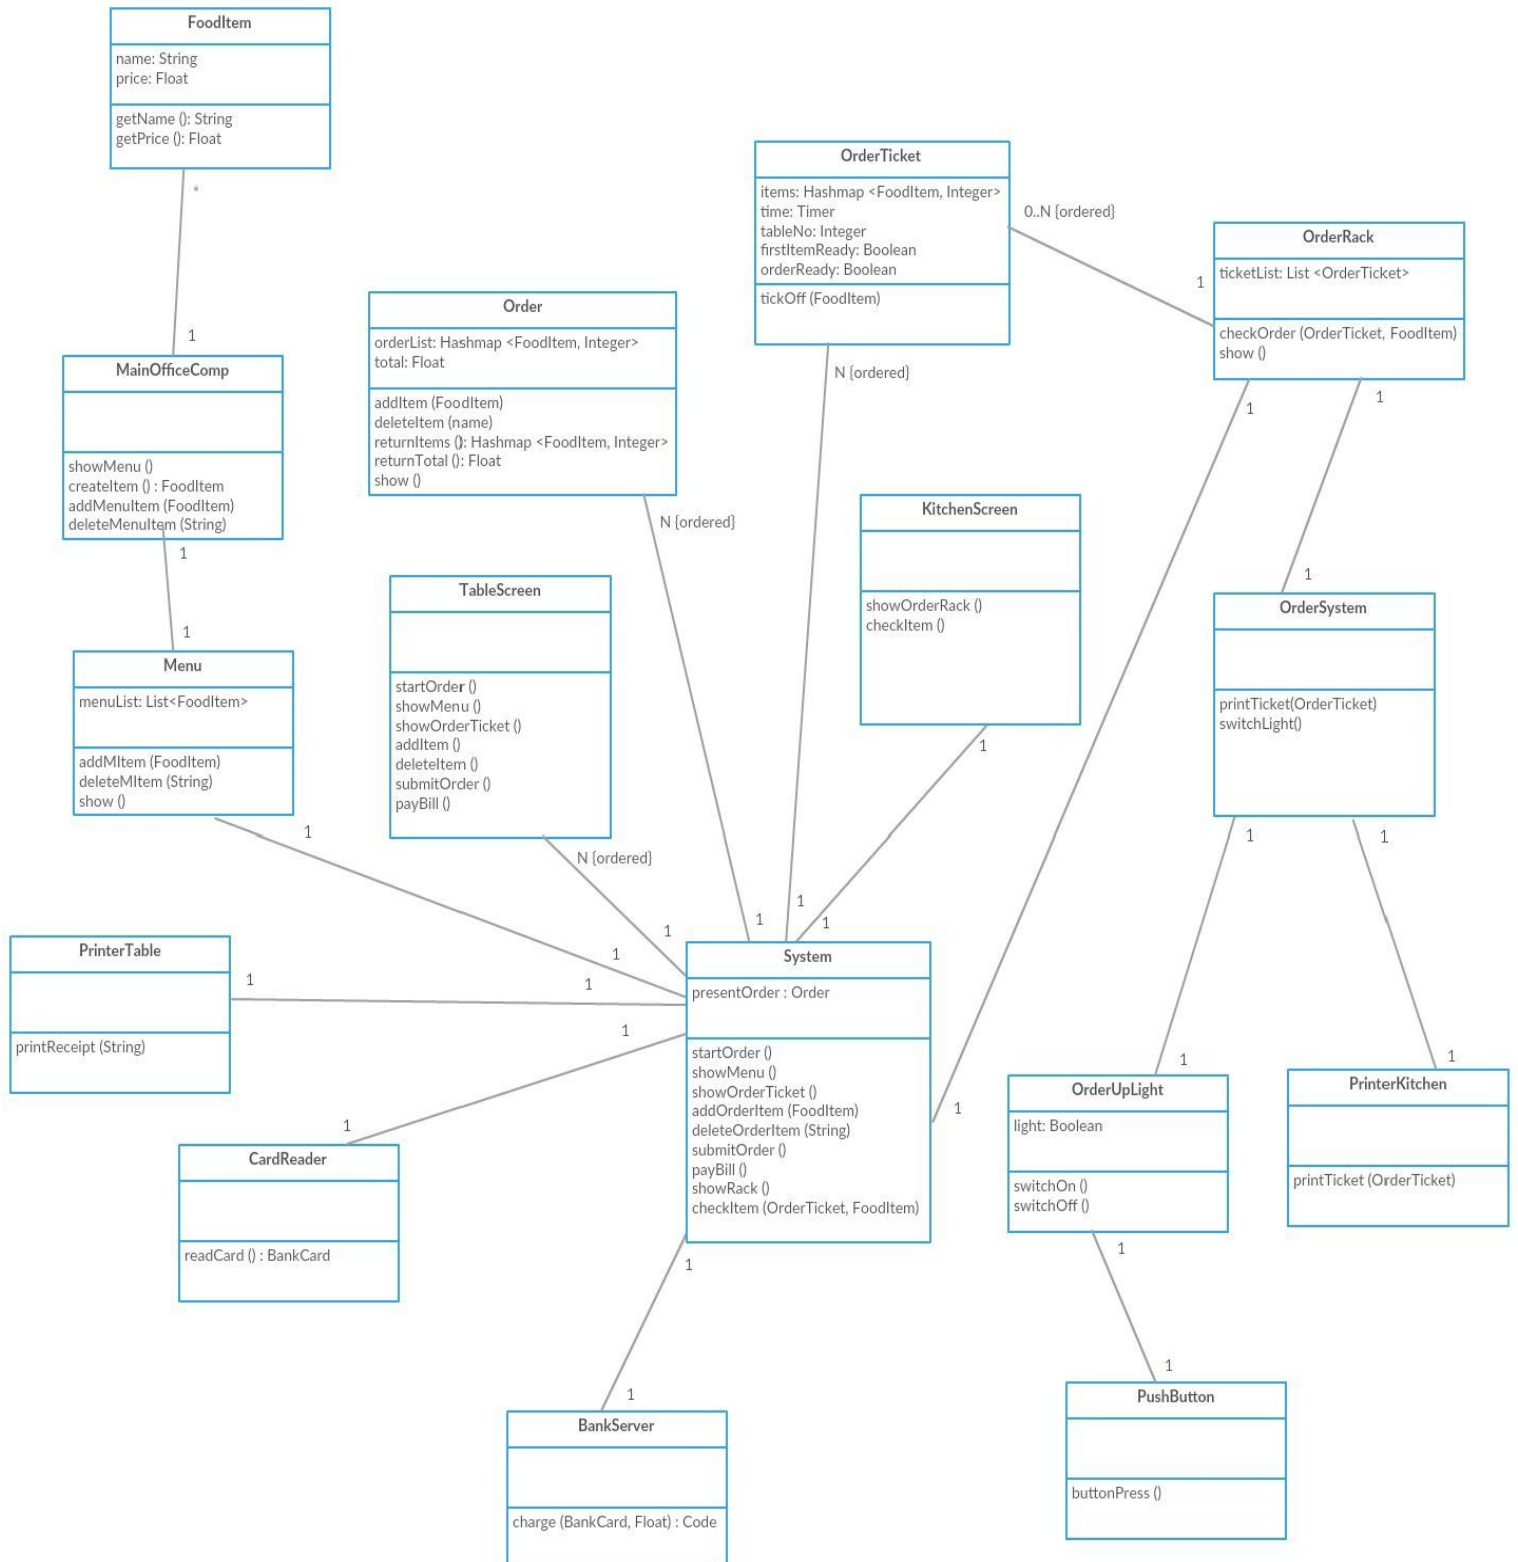 FoodItem
name: String
price: Float
getName (): String
getPrice (): Float
*
1
MainOfficeComp
showMenu ()
createItem () : FoodItem
addMenuItem (FoodItem)
deleteMenuItem (String)
1
1
Menu
menuList: List<FoodItem>
addMItem (FoodItem)
deleteMItem (String)
show ()
1
1
Order
orderList: Hashmap <FoodItem, Integer>
total: Float
addItem (FoodItem)
deleteItem (name)
returnItems (): Hashmap <FoodItem, Integer>
returnTotal (): Float
show ()
N {ordered}
1
TableScreen
startOrder ()
showMenu ()
showOrderTicket ()
addItem ()
deleteItem ()
submitOrder ()
payBill ()
N {ordered}
1
OrderTicket
items: Hashmap <FoodItem, Integer>
time: Timer
tableNo: Integer
firstItemReady: Boolean
orderReady: Boolean
tickOff (FoodItem)
0..N {ordered}
1
N {ordered}
1
OrderRack
ticketList: List <OrderTicket>
checkOrder (OrderTicket, FoodItem)
show ()
1
1
1
1
KitchenScreen
showOrderRack ()
checkItem ()
1
1
OrderSystem
printTicket(OrderTicket)
switchLight()
1
1
1
1
PrinterTable
printReceipt (String)
1
1
System
presentOrder : Order
startOrder ()
showMenu ()
showOrderTicket ()
addOrderItem (FoodItem)
deleteOrderItem (String)
submitOrder ()
payBill ()
showRack ()
checkItem (OrderTicket, FoodItem)
1
1
CardReader
readCard () : BankCard
1
1
BankServer
charge (BankCard, Float) : Code
OrderUpLight
light: Boolean
switchOn ()
switchOff ()
1
1
PrinterKitchen
printTicket (OrderTicket)
PushButton
buttonPress ()